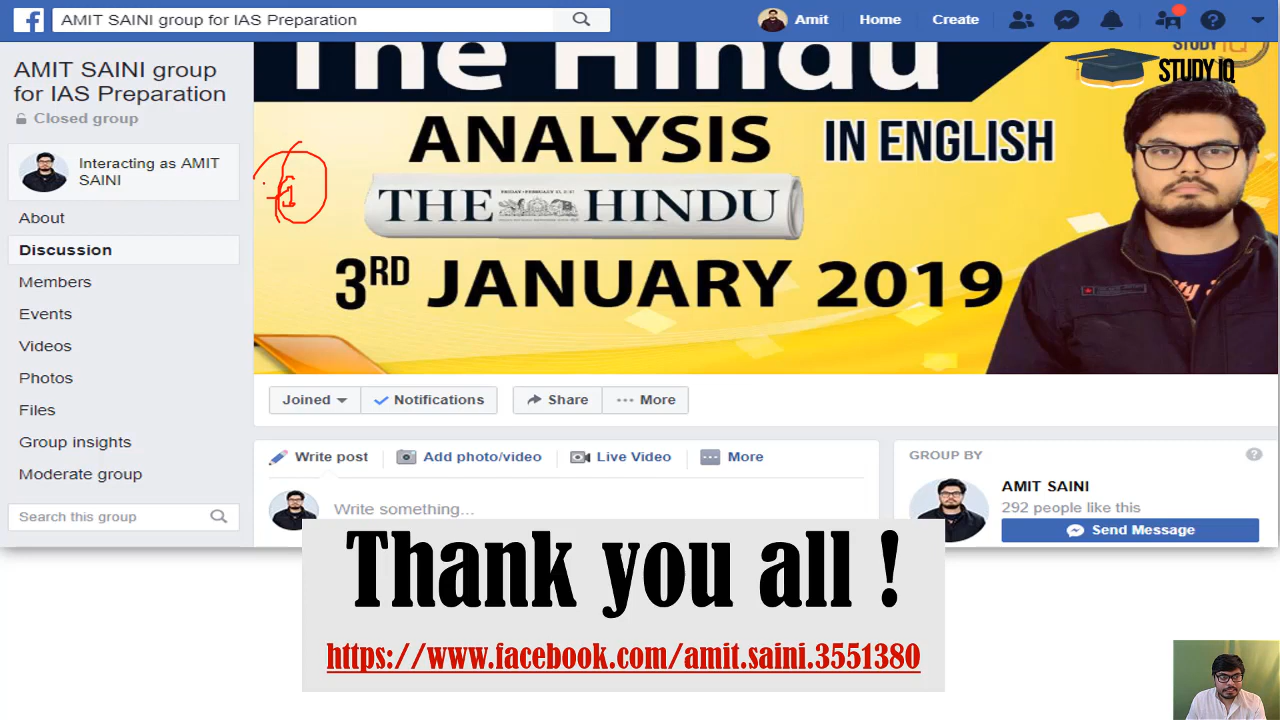 AMIT SAINI group for IAS Preparation
Amit
Home
Create
AMIT SAINI group
for IAS Preparation
Closed group
Interacting as AMIT
SAINI
About
Discussion
Members
Events
Videos
Photos
Files
Group insights
Moderate group
Search this group
The Hindu
STUDY IQ
STUDY IQ
ANALYSIS
IN ENGLISH
THE HINDU
3RD JANUARY 2019
Joined
Notifications
Share
More
Write post
Add photo/video
Live Video
More
Write something...
GROUP BY
AMIT SAINI
292 people like this
Send Message
Thank you all !
https://www.facebook.com/amit.saini.3551380